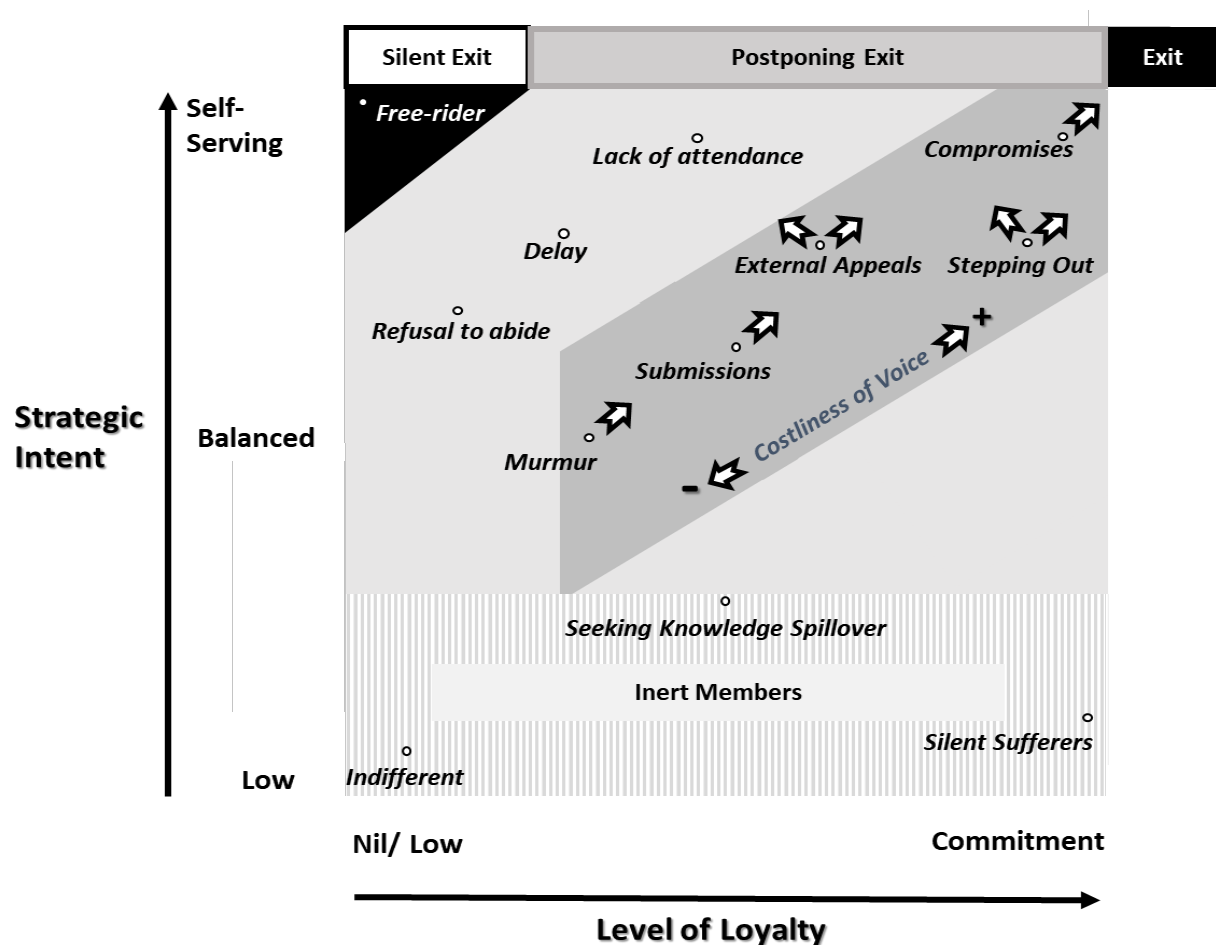 Silent Exit
Postponing Exit
Exit
Self-
Serving
Free-rider
Lack of attendance
Compromises
Delay
External Appeals
Stepping Out
Refusal to abide
+
Submissions
Costliness of Voice
Strategic
Intent
Balanced
Murmur
-
Seeking Knowledge Spillover
Inert Members
Silent Sufferers
Low
Indifferent
Nil/ Low
Commitment
Level of Loyalty